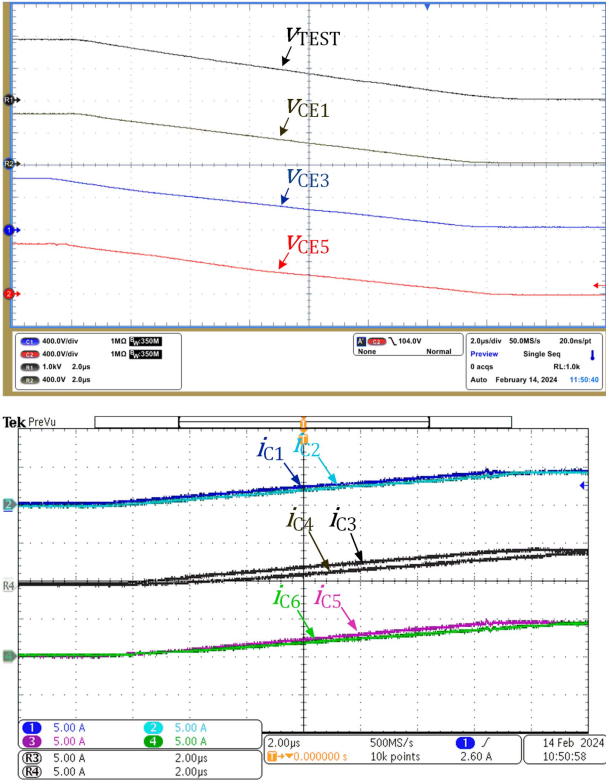 vTEST
R1
vCE1
R2
vCE3
1
vCE5
2
C1 400.0V/div 1MΩ BW:350M
C2 400.0V/div 1MΩ BW:350M
R1 1.0kV 2.0µs
R2 400.0V 2.0µs
A' C2 104.0V
None Normal
2.0µs/div 50.0MS/s 20.0ns/pt
Preview Single Seq
0 acqs RL:1.0k
Auto February 14, 2024 11:50:40
Tek PreVu
T
T
iC1 iC2
2
iC4 iC3
R4
iC6 iC5
1 5.00 A 2 5.00 A
3 5.00 A 4 5.00 A
R3 5.00 A 2.00µs
R4 5.00 A 2.00µs
2.00µs 500MS/s 1
T→▼0.000000 s 10k points 2.60 A
14 Feb 2024
10:50:58